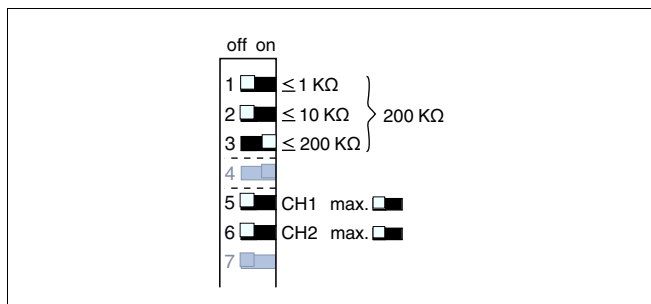 off on
1 ≤ 1 KΩ
2 ≤ 10 KΩ 200 KΩ
3 ≤ 200 KΩ
4
5 CH1 max.
6 CH2 max.
7